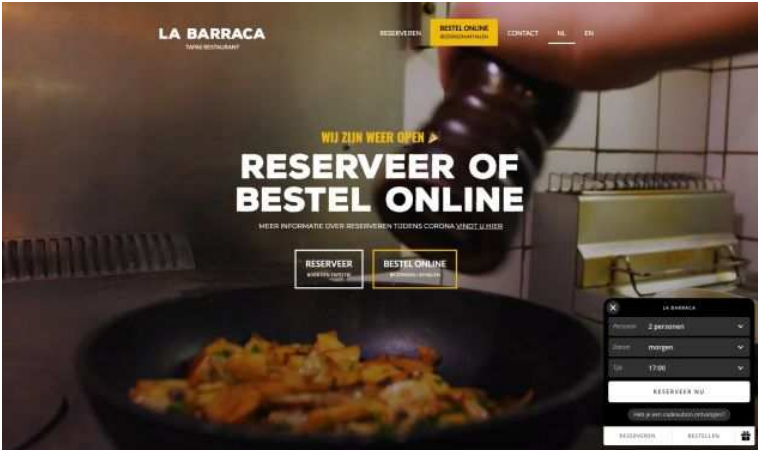 LA BARRACA
TAPAS RESTAURANT
RESERVEREN
BESTEL ONLINE
BEZORGEN/AFHALEN
CONTACT
NL
EN
WIJ ZIJN WEER OPEN
RESERVEER OF
BESTEL ONLINE
MEER INFORMATIE OVER RESERVEREN TIJDENS CORONA VINDT U HIER
RESERVEER
BESTEL ONLINE
BEZORGEN / AFHALEN
LA BARRACA
Personen 2 personen
Datum morgen
Tijd 17:00
RESERVEER NU
Heb je een cadeaubon ontvangen?
RESERVEREN
BESTELLEN